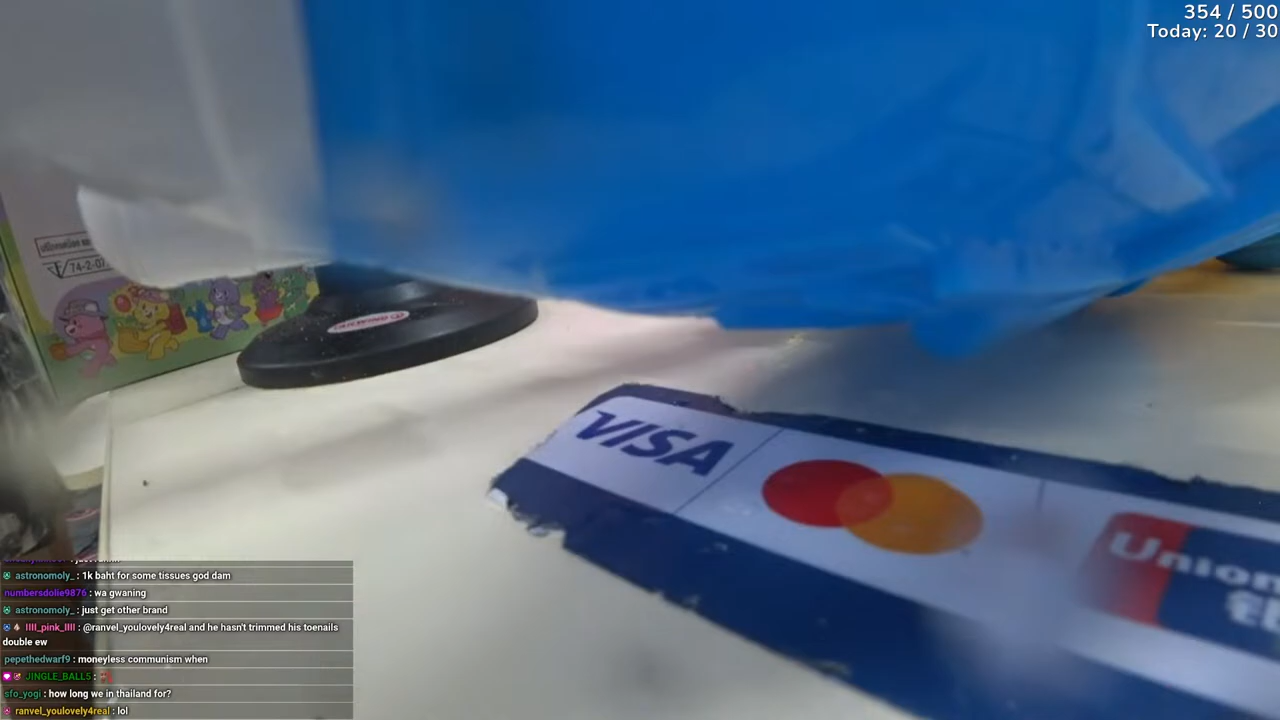 354 / 500
Today: 20 / 30
74-2-07
VISA
Union
astronomoly_ : 1k baht for some tissues god dam
numbersdolie9876 : wa gwaning
astronomoly_ : just get other brand
IIII_pink_IIII : @ranvel_youlovely4real and he hasn't trimmed his toenails
double ew
pepethedwarf9 : moneyless communism when
JINGLE_BALL5 :
sfo_yogi : how long we in thailand for?
ranvel_youlovely4real : lol